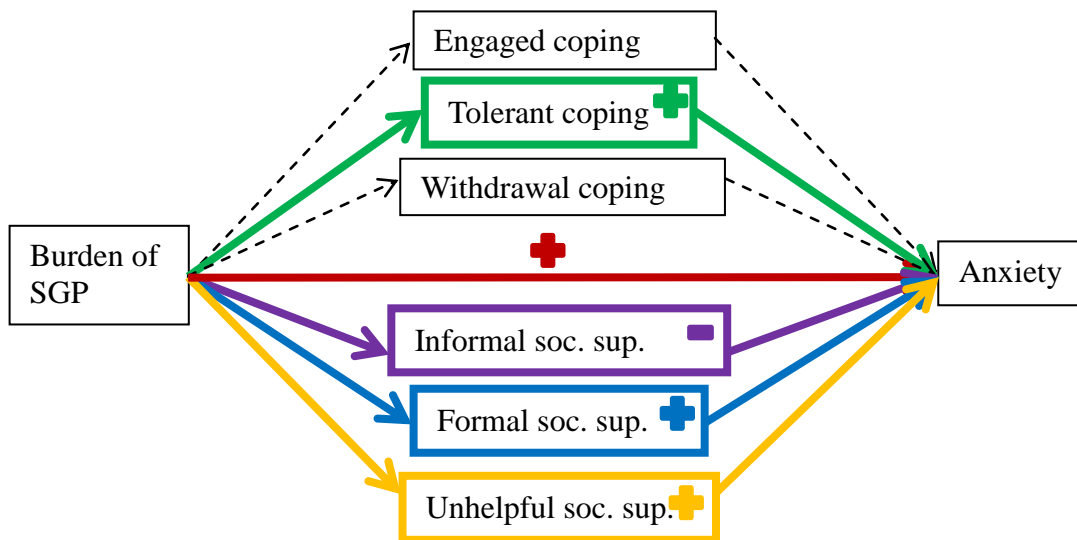 Engaged coping
Tolerant coping
Withdrawal coping
Burden of
SGP
Anxiety
Informal soc. sup.
Formal soc. sup.
Unhelpful soc. sup.